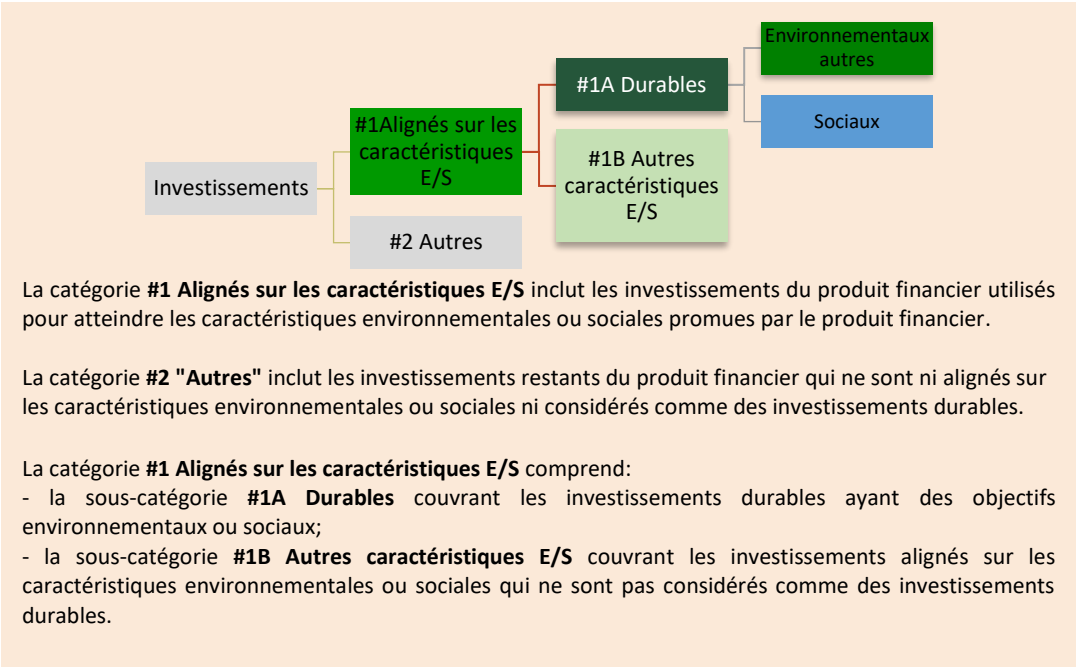 Environnementaux
autres
#1A Durables
Sociaux
#1Alignés sur les
caractéristiques
E/S
#1B Autres
caractéristiques
E/S
Investissements
#2 Autres
La catégorie #1 Alignés sur les caractéristiques E/S inclut les investissements du produit financier utilisés
pour atteindre les caractéristiques environnementales ou sociales promues par le produit financier.
La catégorie #2 "Autres" inclut les investissements restants du produit financier qui ne sont ni alignés sur
les caractéristiques environnementales ou sociales ni considérés comme des investissements durables.
La catégorie #1 Alignés sur les caractéristiques E/S comprend:
- la sous-catégorie #1A Durables couvrant les investissements durables ayant des objectifs
environnementaux ou sociaux;
- la sous-catégorie #1B Autres caractéristiques E/S couvrant les investissements alignés sur les
caractéristiques environnementales ou sociales qui ne sont pas considérés comme des investissements
durables.